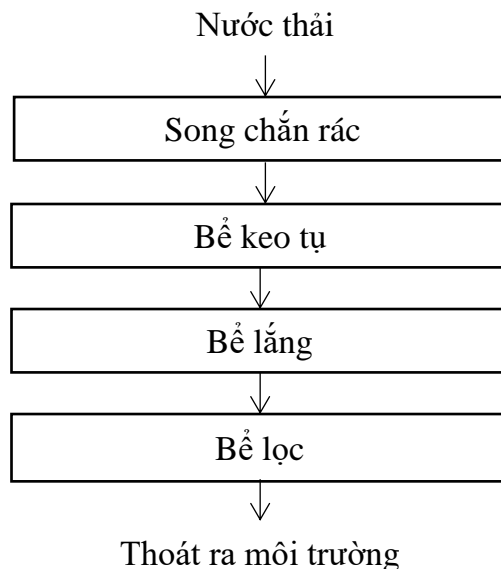 Nước thải
Song chắn rác
Bể keo tụ
Bể lắng
Bể lọc
Thoát ra môi trường